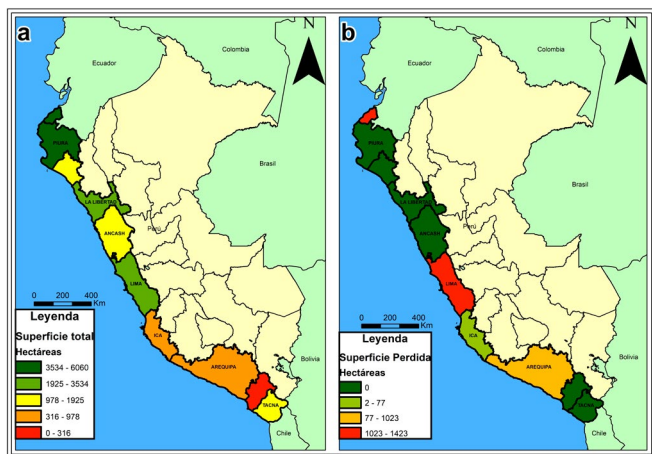 a
N
Colombia
Ecuador
PIURA
Brasil
LA LIBERTAD
ANCASH
Perú
LIMA
ICA
AREQUIPA
TACNA
Bolivia
Chile
0 100 200 400
Km
Leyenda
Superficie total
Hectáreas
3534 - 6060
1925 - 3534
978 - 1925
316 - 978
0 - 316
b
N
Colombia
Ecuador
PIURA
Brasil
LA LIBERTAD
ANCASH
Perú
LIMA
ICA
AREQUIPA
TACNA
Bolivia
Chile
0 100 200 400
Km
Leyenda
Superficie Perdida
Hectáreas
0
2 - 77
77 - 1023
1023 - 1423